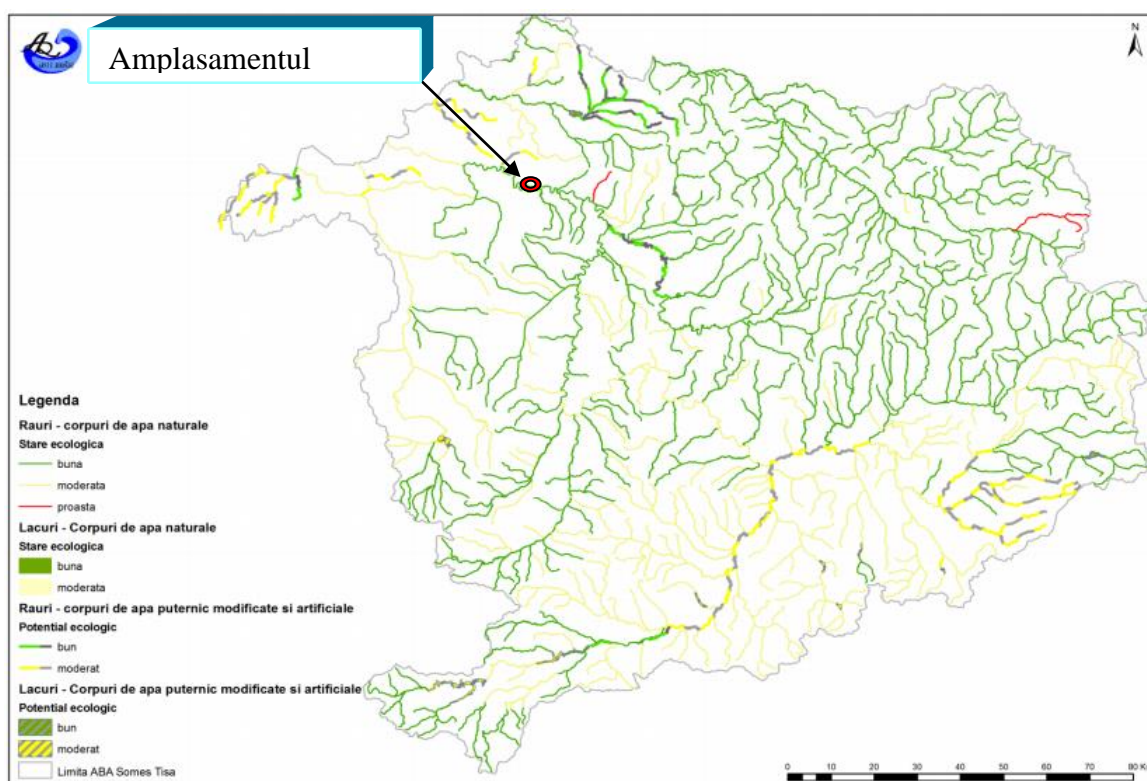 Amplasamentul
N
Legenda
Rauri - corpuri de apa naturale
Stare ecologica
buna
moderata
proasta
Lacuri - Corpuri de apa naturale
Stare ecologica
buna
moderata
Rauri - corpuri de apa puternic modificate si artificiale
Potential ecologic
bun
moderat
Lacuri - Corpuri de apa puternic modificate si artificiale
Potential ecologic
bun
moderat
Limita ABA Somes Tisa
0 10 20 30 40 50 60 70 80 K